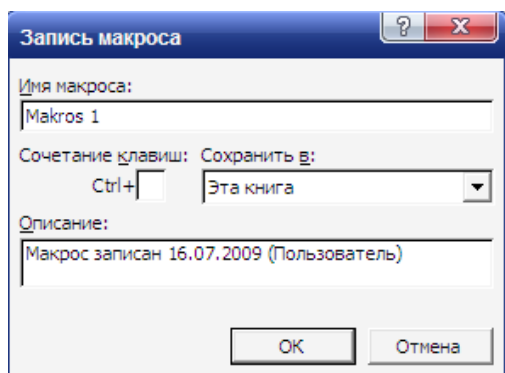 Запись макроса
Имя макроса:
Makros 1
Сочетание клавиш: Сохранить в:
Ctrl+ Эта книга
Описание:
Макрос записан 16.07.2009 (Пользователь)
ОК Отмена